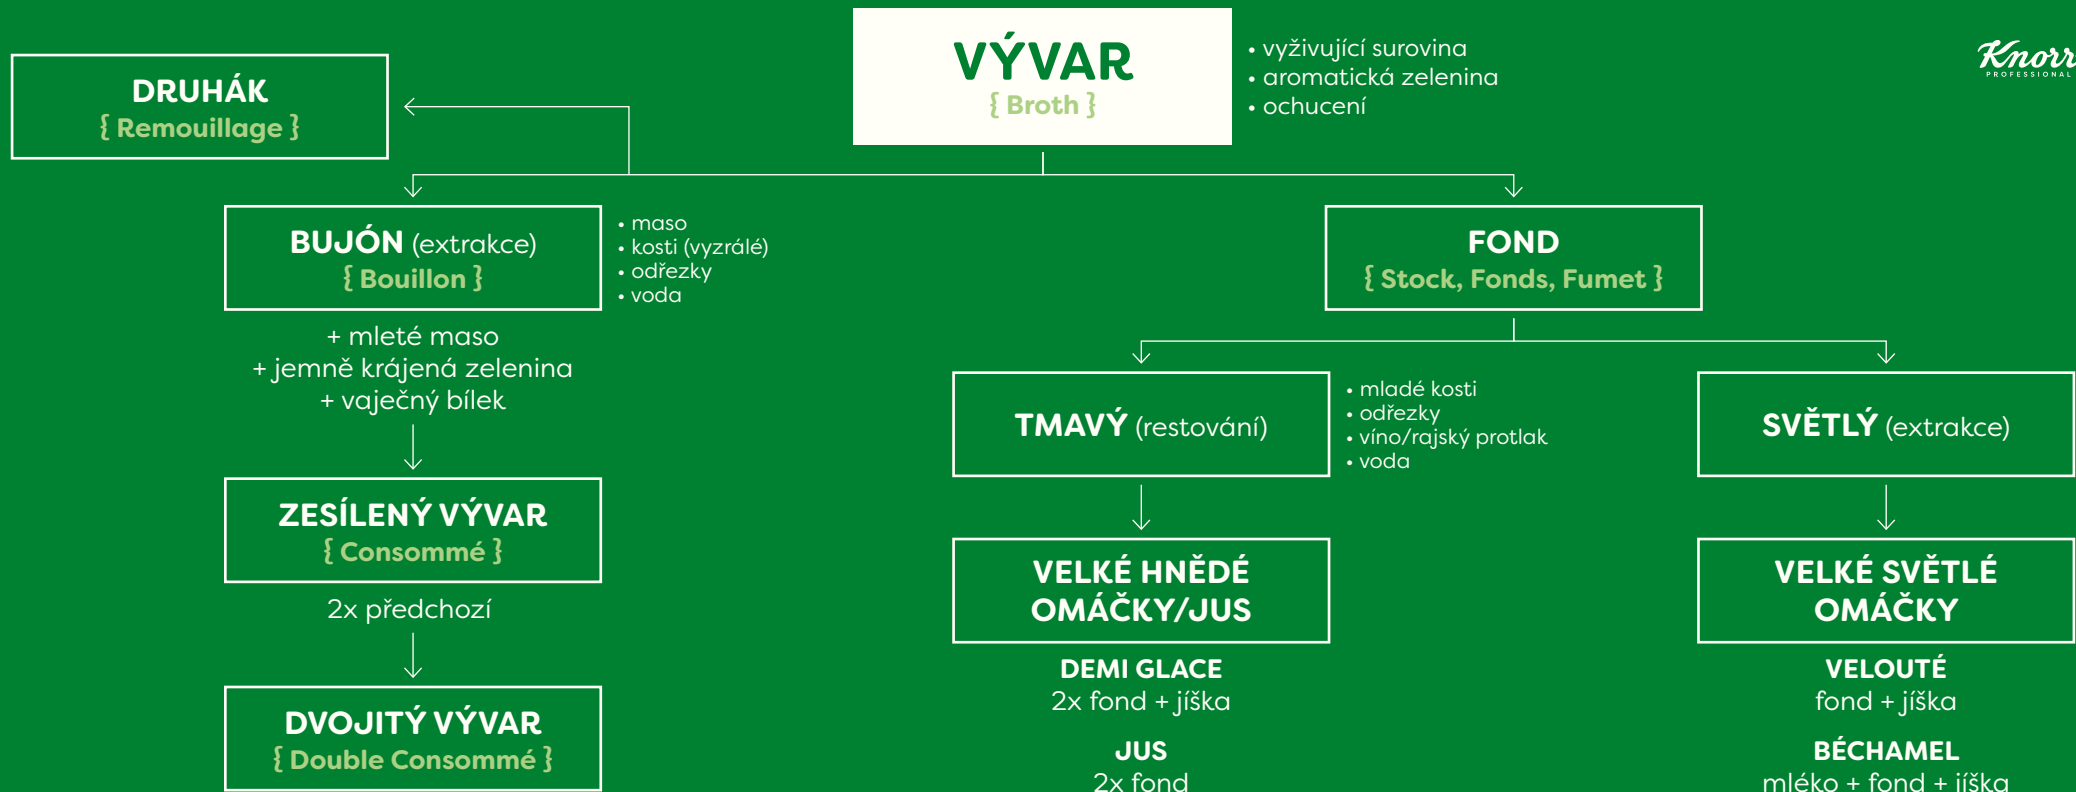 VÝVAR
{ Broth }
• vyživující surovina
• aromatická zelenina
• ochucení
Knorr
PROFESSIONAL
DRUHÁK
{ Remouillage }
BUJÓN (extrakce)
{ Bouillon }
• maso
• kosti (vyzrálé)
• odřezky
• voda
+ mleté maso
+ jemně krájená zelenina
+ vaječný bílek
ZESÍLENÝ VÝVAR
{ Consommé }
2x předchozí
DVOJITÝ VÝVAR
{ Double Consommé }
FOND
{ Stock, Fonds, Fumet }
TMAVÝ (restování)
• mladé kosti
• odřezky
• víno/rajský protlak
• voda
VELKÉ HNĚDÉ
OMÁČKY/JUS
DEMI GLACE
2x fond + jíška
JUS
2x fond
SVĚTLÝ (extrakce)
VELKÉ SVĚTLÉ
OMÁČKY
VELOUTÉ
fond + jíška
BÉCHAMEL
mléko + fond + jíška